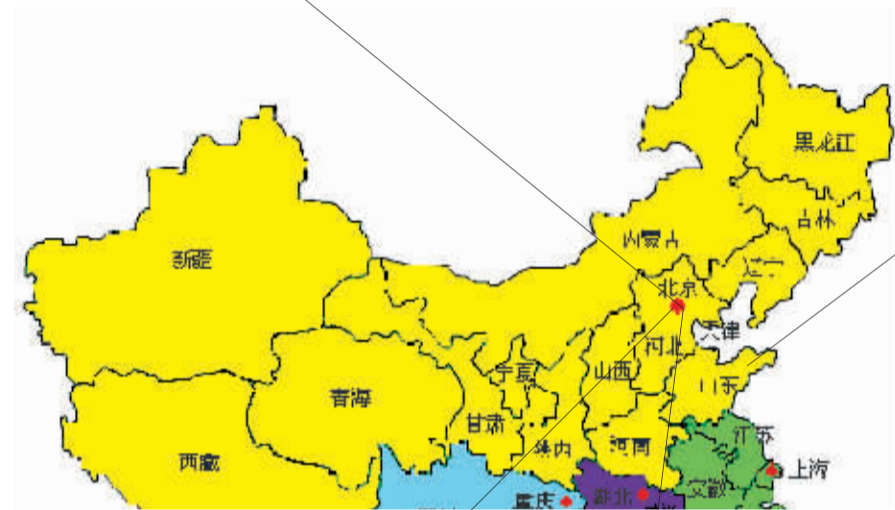 黑龙江
吉林
内蒙古
辽宁
新疆
北京
天津
河北
宁夏
山西
山东
青海
甘肃
河南
江苏
西藏
上海
安徽
重庆
湖北